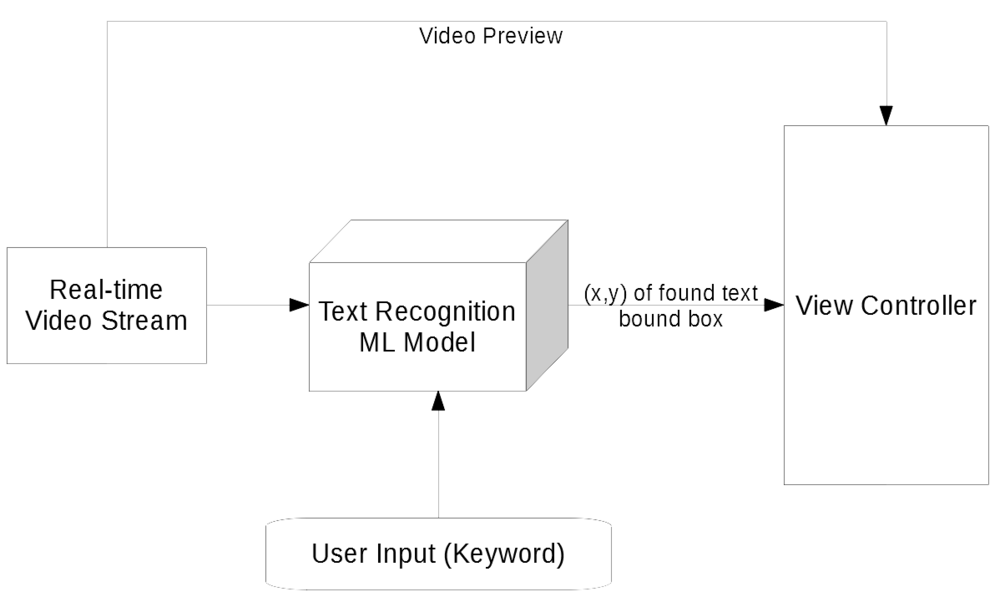 Video Preview
Real-time
Video Stream
Text Recognition
ML Model
(x,y) of found text
bound box
View Controller
User Input (Keyword)